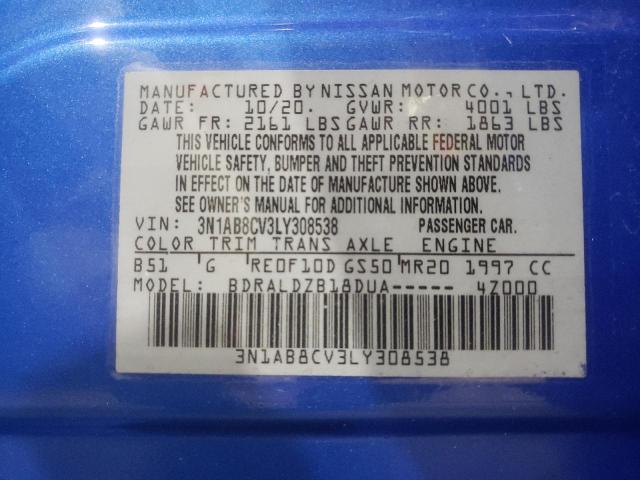 MANUFACTURED BY NISSAN MOTOR CO., LTD.
DATE: 10/20. GVWR: 4001 LBS
GAWR FR: 2161 LBS GAWR RR: 1863 LBS
THIS VEHICLE CONFORMS TO ALL APPLICABLE FEDERAL MOTOR
VEHICLE SAFETY, BUMPER AND THEFT PREVENTION STANDARDS
IN EFFECT ON THE DATE OF MANUFACTURE SHOWN ABOVE.
SEE OWNER'S MANUAL FOR ADDITIONAL INFORMATION.
VIN: 3N1AB8CV3LY308538 PASSENGER CAR.
COLOR TRIM TRANS AXLE ENGINE
B51 G RE0F10D GS50 MR20 1997 CC
MODEL: BDRALDZB18DUA----- 4Z000
3N1AB8CV3LY308538